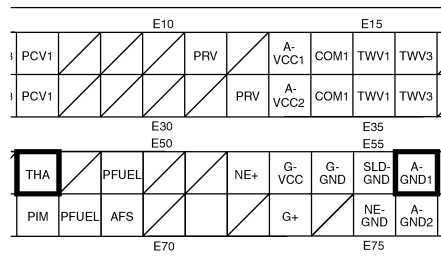 E10 E15
PCV1 PRV A-VCC1 COM1 TWV1 TWV3
PCV1 PRV A-VCC2 COM1 TWV1 TWV3
E30 E35
E50 E55
THA PFUEL NE+ G-VCC G-GND SLD-GND A-GND1
PIM PFUEL AFS G+ NE-GND A-GND2
E70 E75